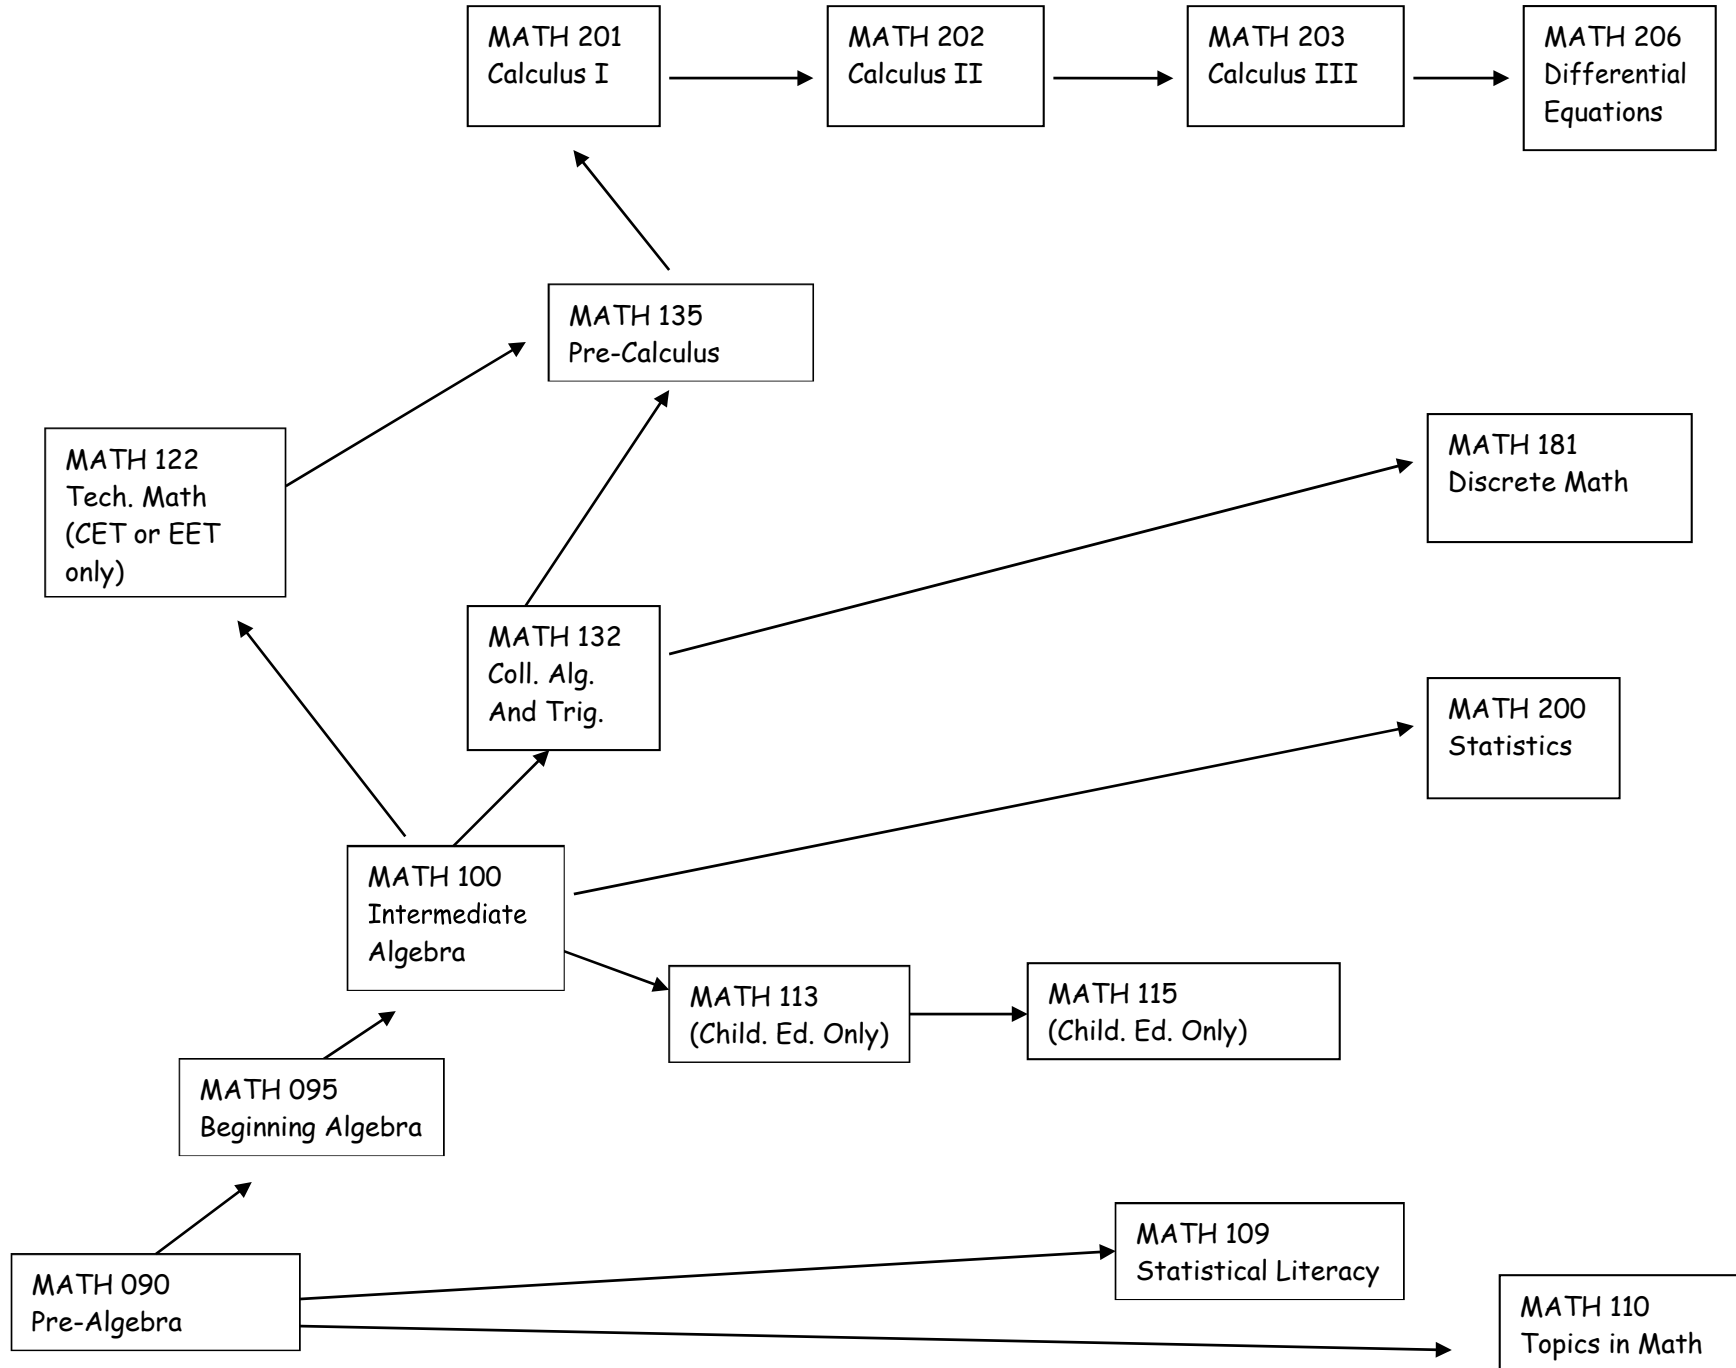 MATH 201
Calculus I
MATH 202
Calculus II
MATH 203
Calculus III
MATH 206
Differential
Equations
MATH 135
Pre-Calculus
MATH 122
Tech. Math
(CET or EET
only)
MATH 181
Discrete Math
MATH 132
Coll. Alg.
And Trig.
MATH 200
Statistics
MATH 100
Intermediate
Algebra
MATH 113
(Child. Ed. Only)
MATH 115
(Child. Ed. Only)
MATH 095
Beginning Algebra
MATH 109
Statistical Literacy
MATH 090
Pre-Algebra
MATH 110
Topics in Math